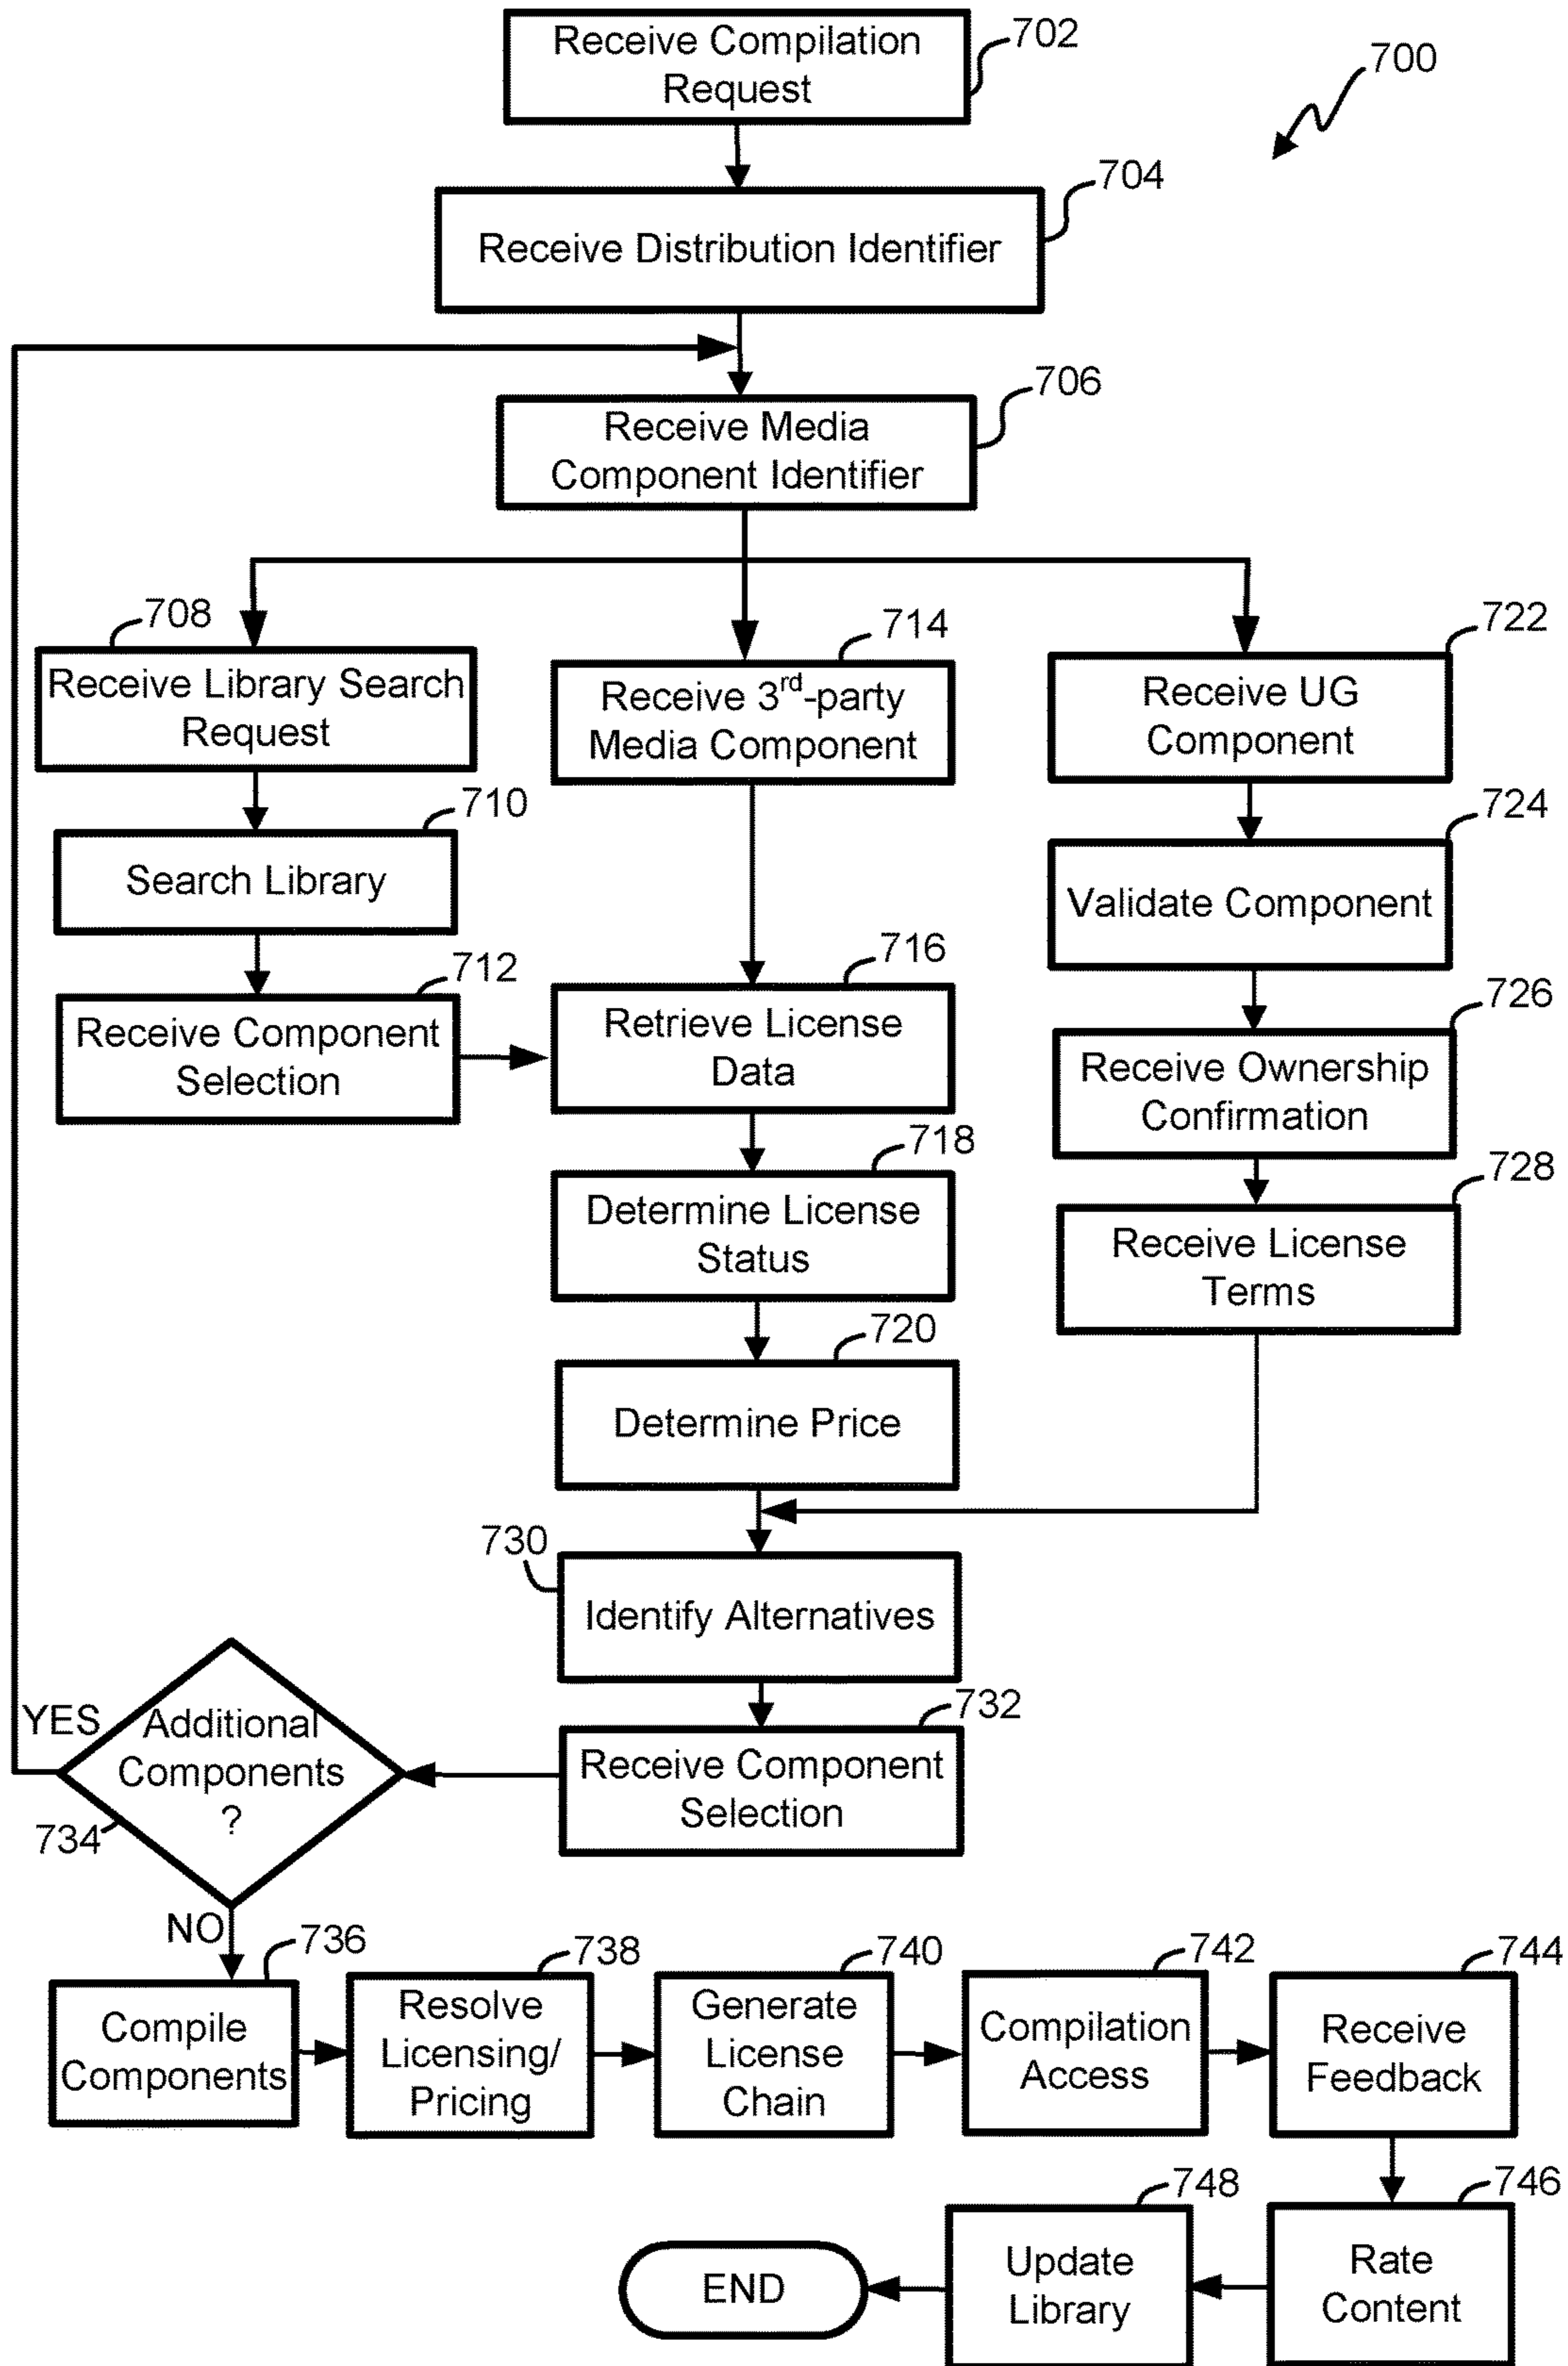 Receive Compilation
Request
702
700
704
Receive Distribution Identifier
706
Receive Media
Component Identifier
708
Receive Library Search
Request
714
Receive 3rd-party
Media Component
722
Receive UG
Component
710
Search Library
724
Validate Component
712
Receive Component
Selection
716
Retrieve License
Data
726
Receive Ownership
Confirmation
718
Determine License
Status
728
Receive License
Terms
720
Determine Price
730
Identify Alternatives
732
Receive Component
Selection
YES
Additional
Components
?
734
NO
736
Compile
Components
738
Resolve
Licensing/
Pricing
740
Generate
License
Chain
742
Compilation
Access
744
Receive
Feedback
746
Rate
Content
748
Update
Library
END